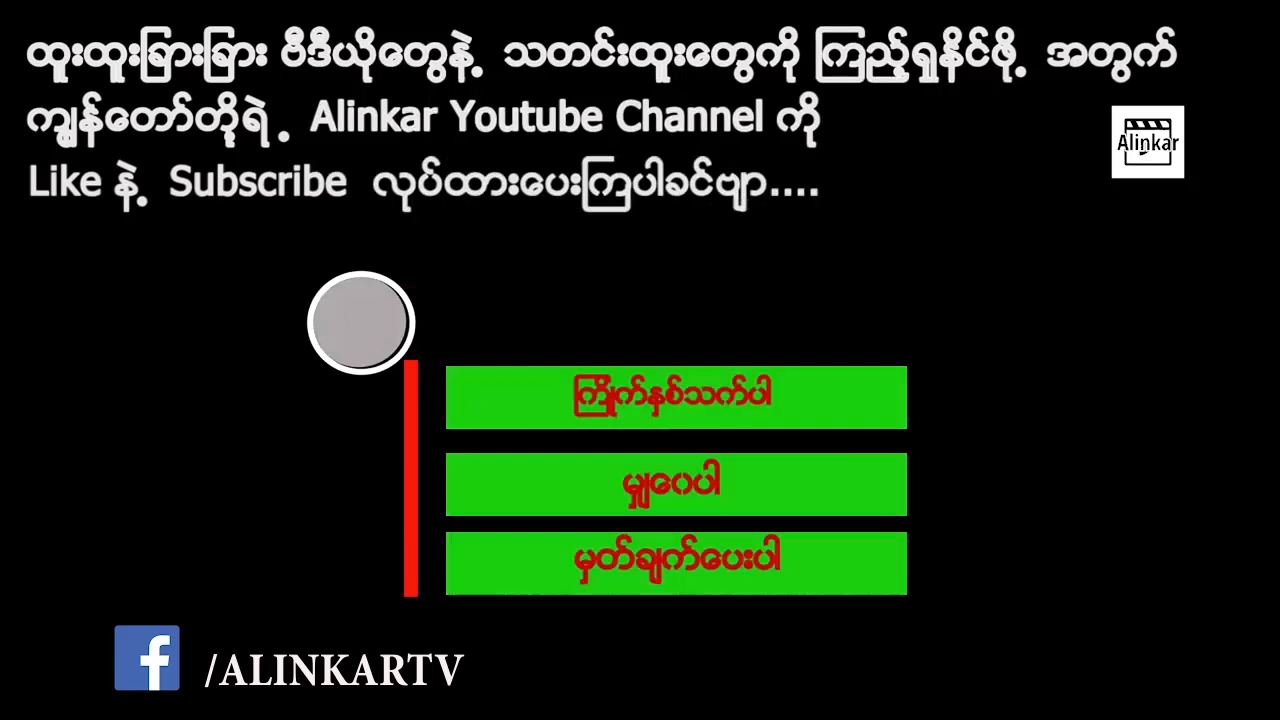 ထူးထူးခြားခြား ဗီဒီယိုတွေနဲ့ သတင်းထူးတွေကို ကြည့်ရှုနိုင်ဖို့ အတွက်
ကျွန်တော်တို့ရဲ့ Alinkar Youtube Channel ကို
Alinkar
Like နဲ့ Subscribe လုပ်ထားပေးကြပါခင်ဗျာ....
ကြိုက်နှစ်သက်ပါ
မျှဝေပါ
မှတ်ချက်ပေးပါ
f /ALINKARTV